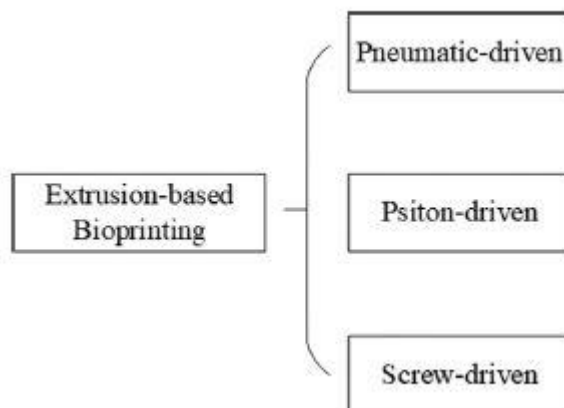 Pneumatic-driven
Extrusion-based
Bioprinting
Psiton-driven
Screw-driven